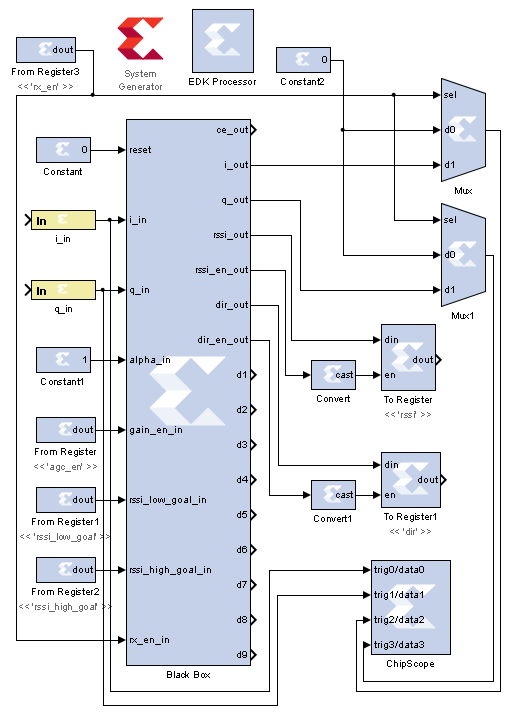 dout
From Register3
<<'rx_en'>>
System
Generator
EDK Processor
0
Constant2
sel
d0
d1
Mux
0
Constant
In
i_in
In
q_in
1
Constant1
dout
From Register
<<'agc_en'>>
dout
From Register1
<<'rssi_low_goal'>>
dout
From Register2
<<'rssi_high_goal'>>
reset
i_in
q_in
alpha_in
gain_en_in
rssi_low_goal_in
rssi_high_goal_in
rx_en_in
ce_out
i_out
q_out
rssi_out
rssi_en_out
dir_out
dir_en_out
d1
d2
d3
d4
d5
d6
d7
d8
d9
Black Box
sel
d0
d1
Mux1
cast
Convert
din
en
dout
To Register
<<'rssi'>>
cast
Convert1
din
en
dout
To Register1
<<'dir'>>
trig0/data0
trig1/data1
trig2/data2
trig3/data3
ChipScope